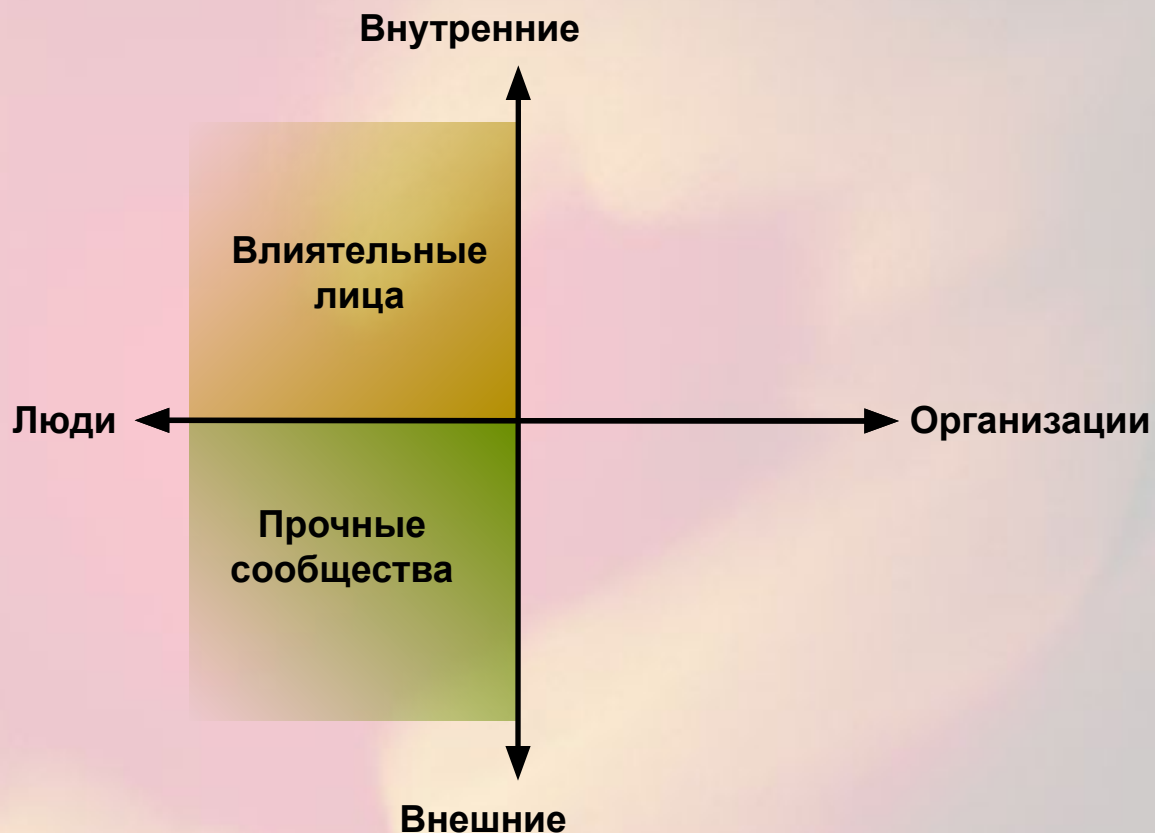 Внутренние
Влиятельные
лица
Люди
Организации
Прочные
сообщества
Внешние